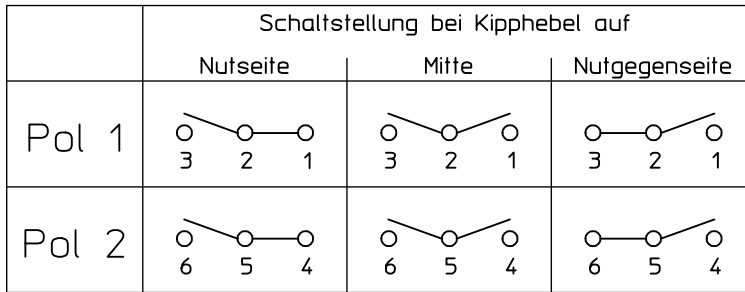 Schaltstellung bei Kipphebel auf
Nutseite Mitte Nutgegenseite
Pol 1
3 2 1 3 2 1 3 2 1
Pol 2
6 5 4 6 5 4 6 5 4